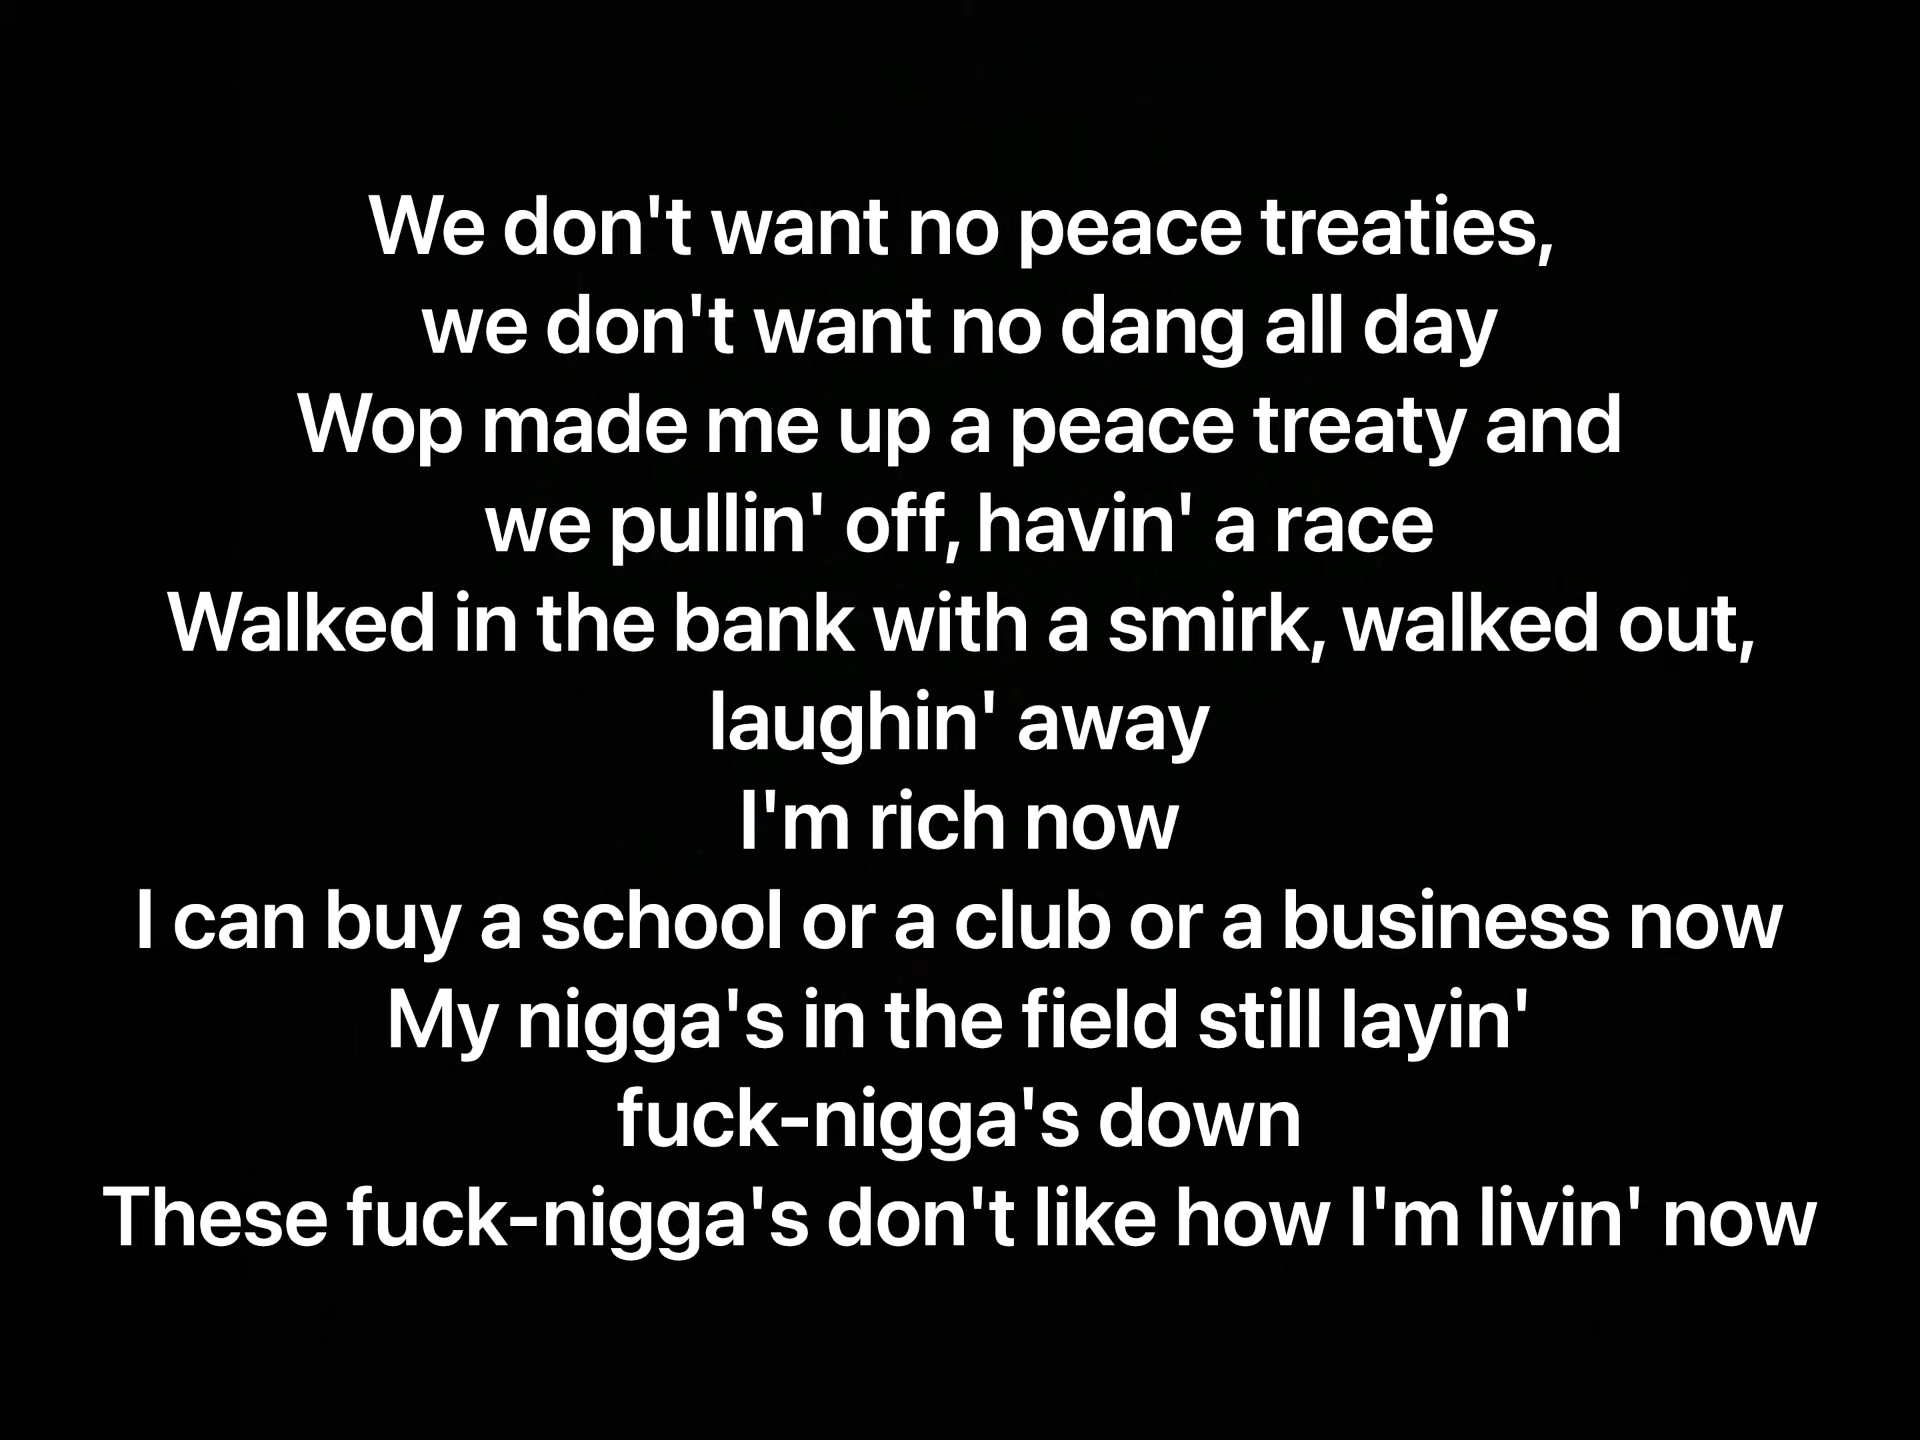 We don't want no peace treaties,
we don't want no dang all day
Wop made me up a peace treaty and
we pullin' off, havin' a race
Walked in the bank with a smirk, walked out,
laughin' away
I'm rich now
I can buy a school or a club or a business now
My nigga's in the field still layin'
fuck-nigga's down
These fuck-nigga's don't like how I'm livin' now